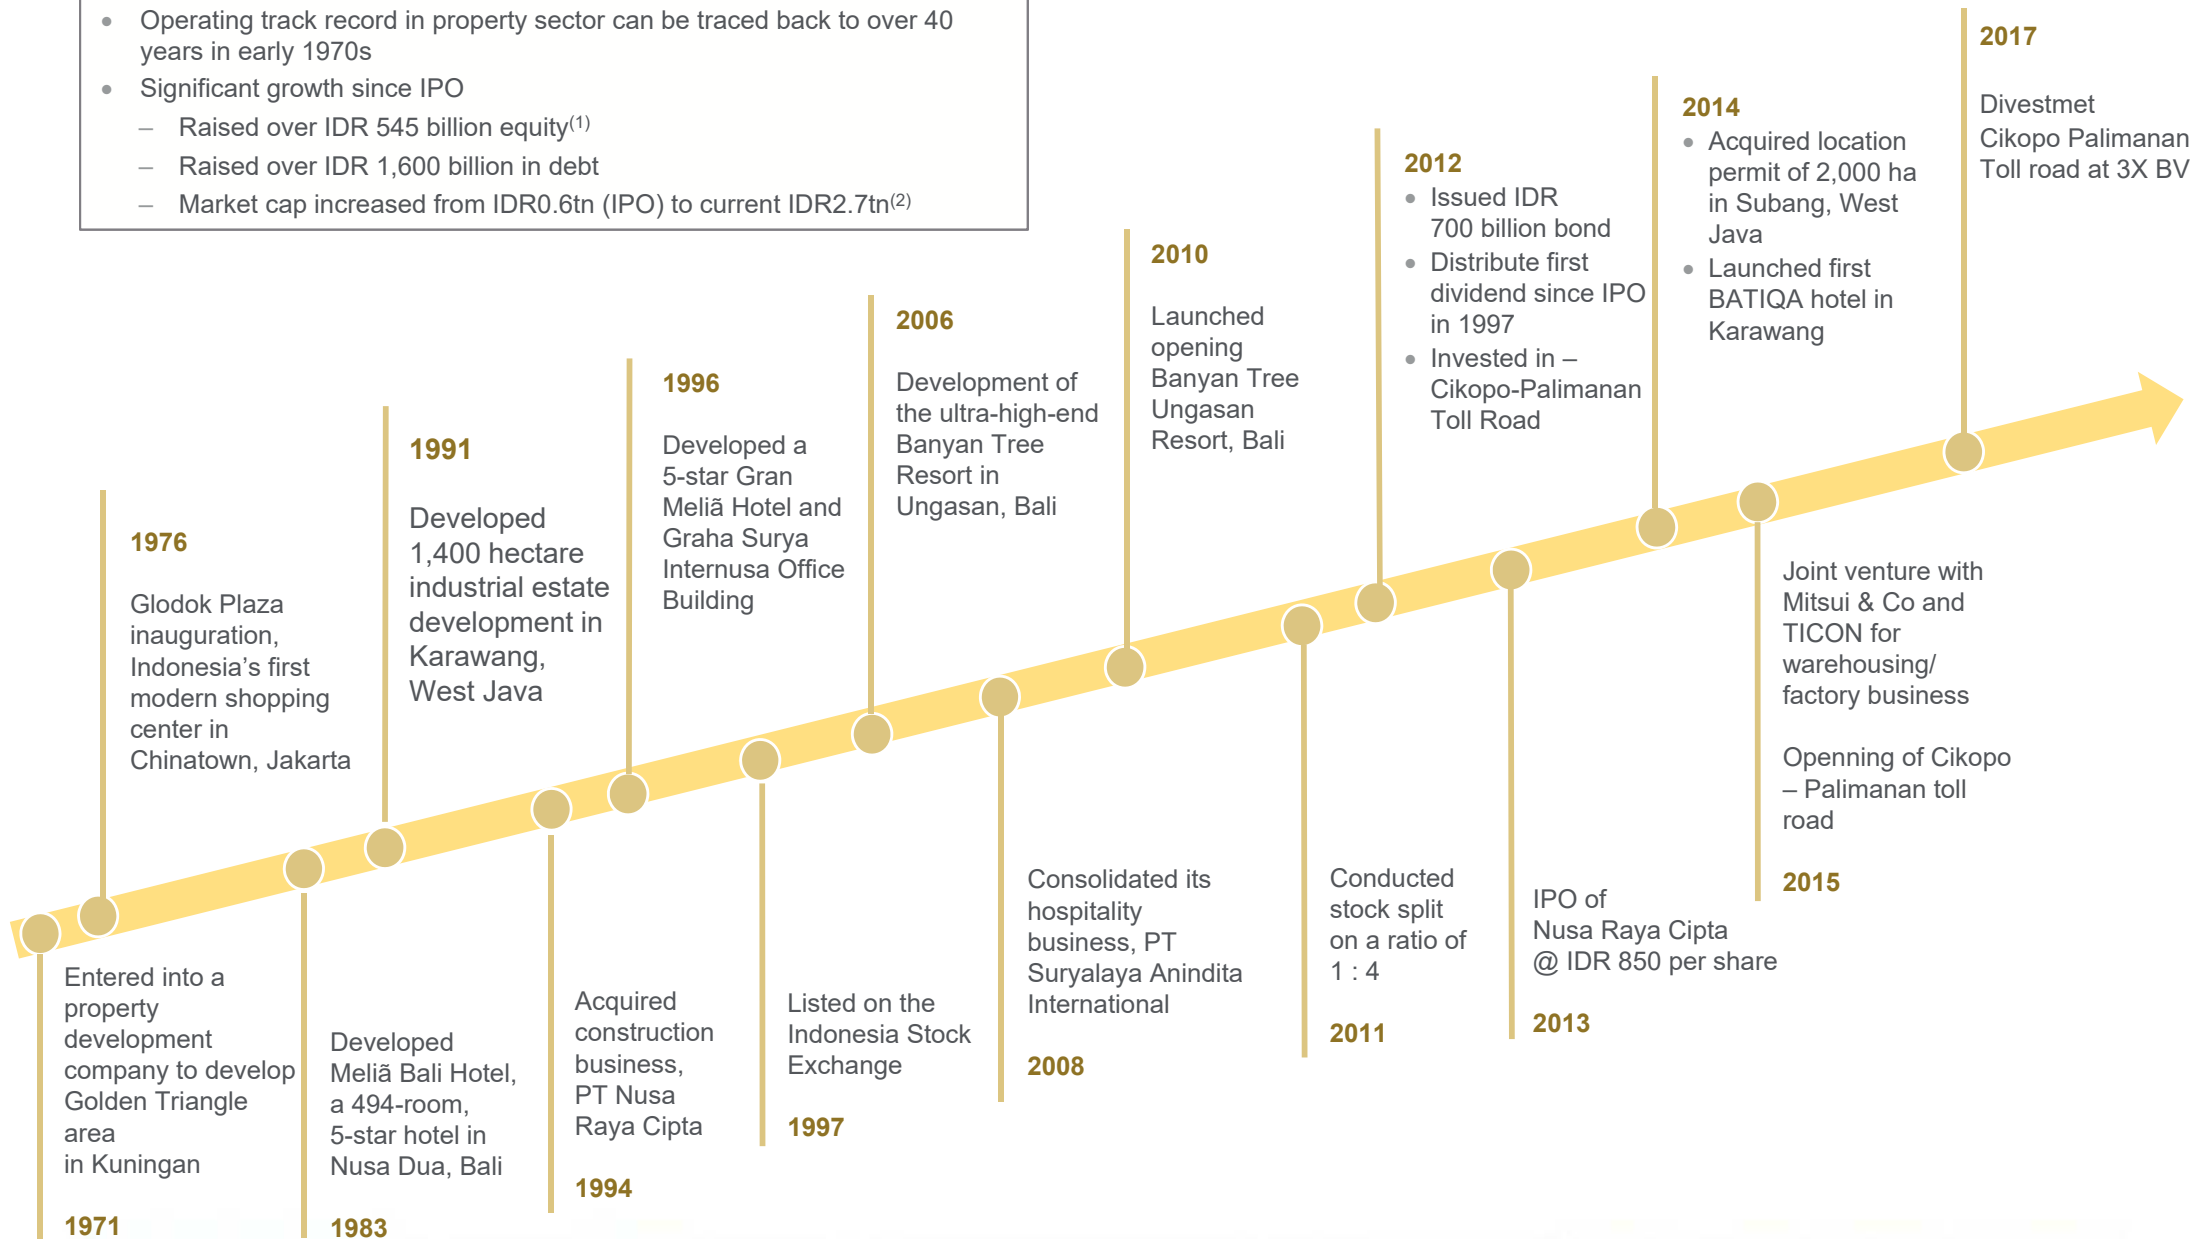 • Operating track record in property sector can be traced back to over 40
years in early 1970s
• Significant growth since IPO
– Raised over IDR 545 billion equity(1)
– Raised over IDR 1,600 billion in debt
– Market cap increased from IDR0.6tn (IPO) to current IDR2.7tn(2)
1971
Entered into a
property
development
company to develop
Golden Triangle
area
in Kuningan
1976
Glodok Plaza
inauguration,
Indonesia’s first
modern shopping
center in
Chinatown, Jakarta
Developed
Meliã Bali Hotel,
a 494-room,
5-star hotel in
Nusa Dua, Bali
1983
1991
Developed
1,400 hectare
industrial estate
development in
Karawang,
West Java
Acquired
construction
business,
PT Nusa
Raya Cipta
1994
1996
Developed a
5-star Gran
Meliã Hotel and
Graha Surya
Internusa Office
Building
Listed on the
Indonesia Stock
Exchange
1997
2006
Development of
the ultra-high-end
Banyan Tree
Resort in
Ungasan, Bali
Consolidated its
hospitality
business, PT
Suryalaya Anindita
International
2008
2010
Launched
opening
Banyan Tree
Ungasan
Resort, Bali
Conducted
stock split
on a ratio of
1 : 4
2011
2012
• Issued IDR
700 billion bond
• Distribute first
dividend since IPO
in 1997
• Invested in –
Cikopo-Palimanan
Toll Road
IPO of
Nusa Raya Cipta
@ IDR 850 per share
2013
2014
• Acquired location
permit of 2,000 ha
in Subang, West
Java
• Launched first
BATIQA hotel in
Karawang
Joint venture with
Mitsui & Co and
TICON for
warehousing/
factory business
Openning of Cikopo
– Palimanan toll
road
2015
2017
Divestmet
Cikopo Palimanan
Toll road at 3X BV